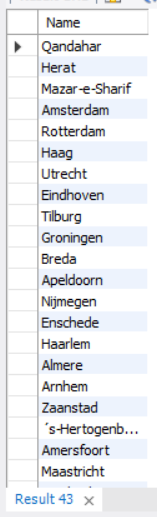 Name
Qandahar
Herat
Mazar-e-Sharif
Amsterdam
Rotterdam
Haag
Utrecht
Eindhoven
Tilburg
Groningen
Breda
Apeldoorn
Nijmegen
Enschede
Haarlem
Almere
Arnhem
Zaanstad
´s-Hertogenb...
Amersfoort
Maastricht
Result 43 ×